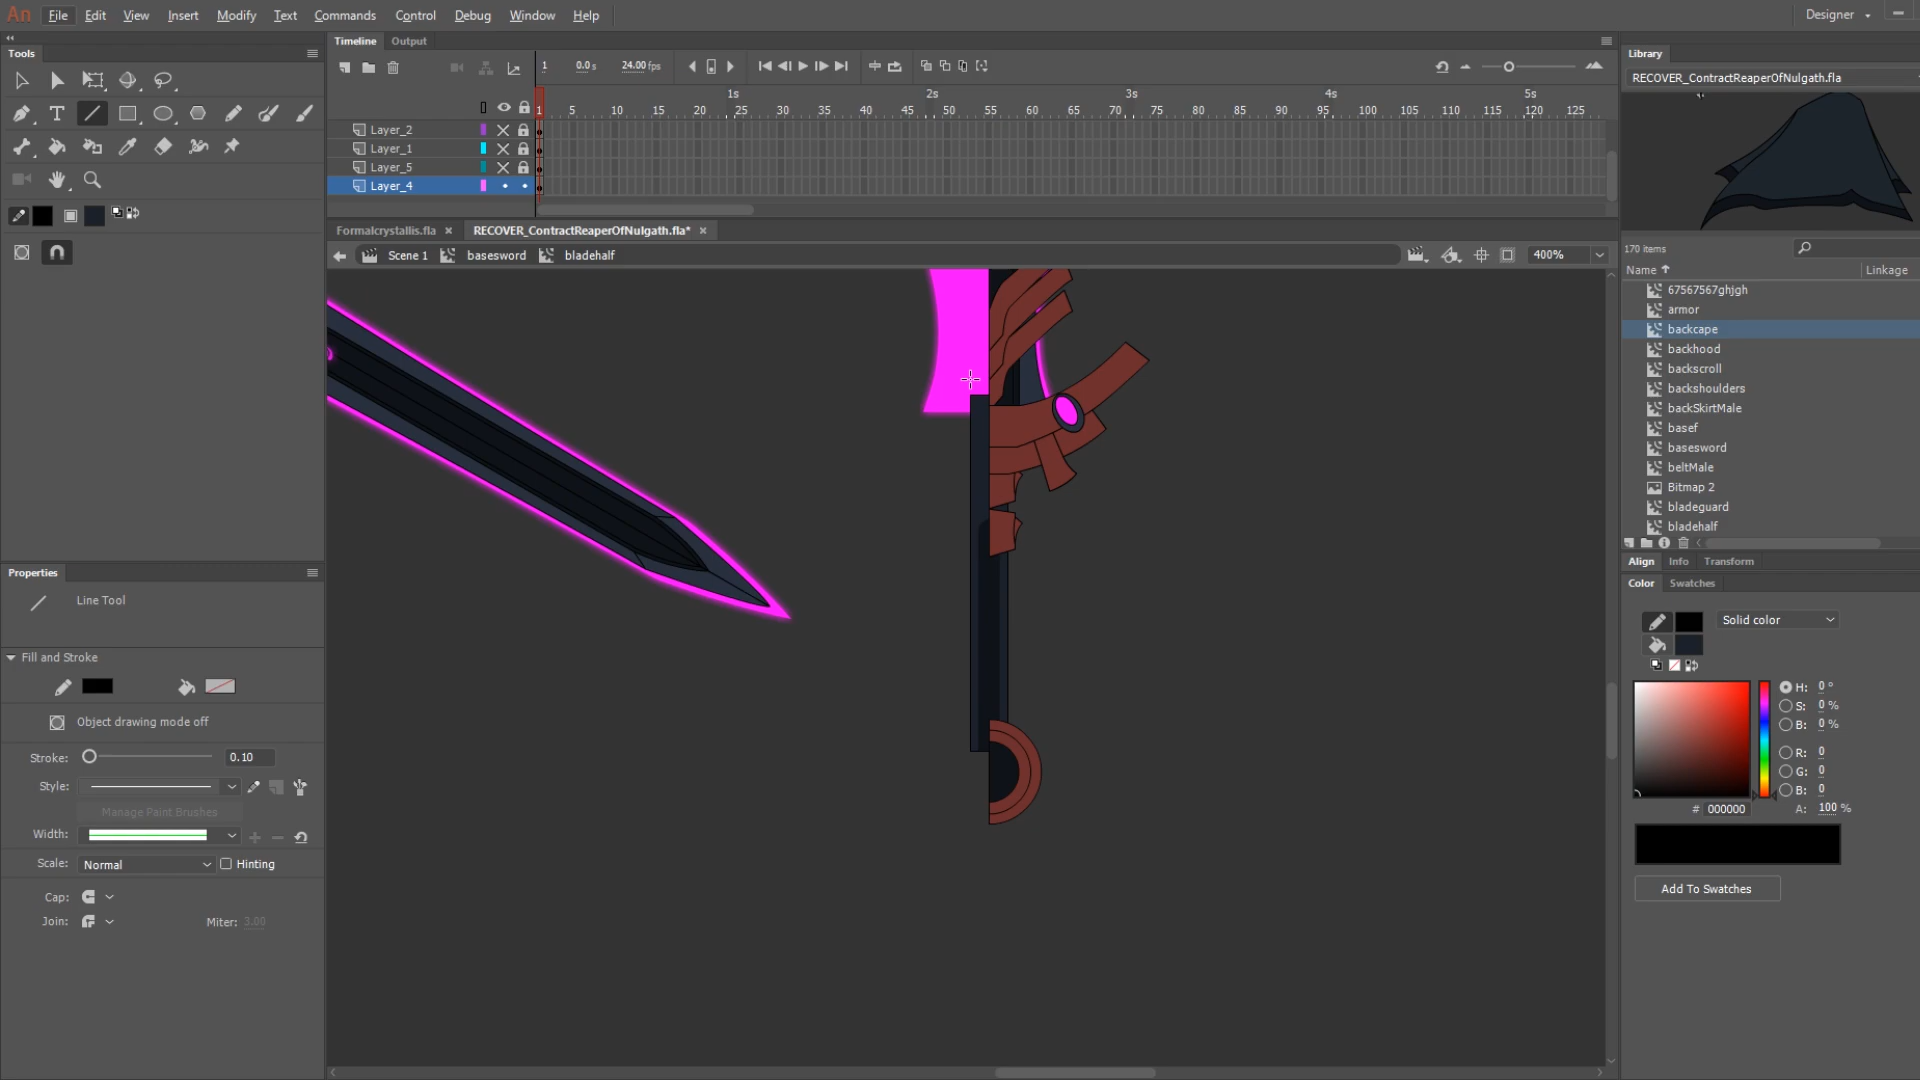 An File Edit View Insert Modify Text Commands Control Debug Window Help Designer
Tools
Timeline Output
1 0.0 s 24.00 fps
1s 2s 3s 4s 5s
1 5 10 15 20 25 30 35 40 45 50 55 60 65 70 75 80 85 90 95 100 105 110 115 120 125
Layer_2
Layer_1
Layer_5
Layer_4
Formalcrystallis.fla RECOVER_ContractReaperOfNulgath.fla*
Scene 1 basesword bladehalf 400%
Properties
Line Tool
Fill and Stroke
Object drawing mode off
Stroke: 0.10
Style:
Manage Paint Brushes
Width:
Scale: Normal Hinting
Cap:
Join: Miter: 3.00
Library
RECOVER_ContractReaperOfNulgath.fla
170 items
Name Linkage
67567567ghjgh
armor
backcape
backhood
backscroll
backshoulders
backSkirtMale
basef
basesword
beltMale
Bitmap 2
bladeguard
bladehalf
Align Info Transform
Color Swatches
Solid color
H: 0 °
S: 0 %
B: 0 %
R: 0
G: 0
B: 0
# 000000 A: 100 %
Add To Swatches